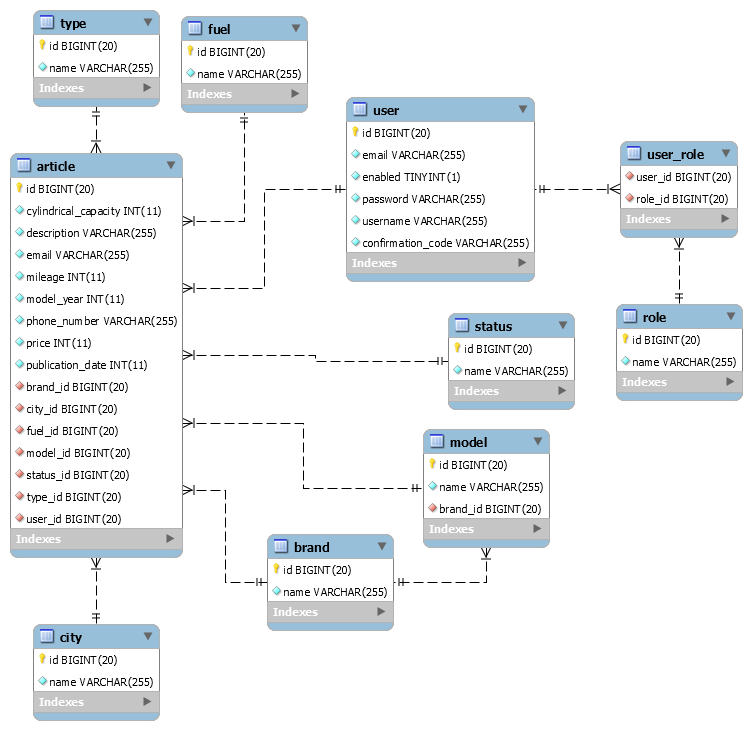 type
id BIGINT(20)
name VARCHAR(255)
Indexes
fuel
id BIGINT(20)
name VARCHAR(255)
Indexes
user
id BIGINT(20)
email VARCHAR(255)
enabled TINYINT(1)
password VARCHAR(255)
username VARCHAR(255)
confirmation_code VARCHAR(255)
Indexes
user_role
user_id BIGINT(20)
role_id BIGINT(20)
Indexes
article
id BIGINT(20)
cylindrical_capacity INT(11)
description VARCHAR(255)
email VARCHAR(255)
mileage INT(11)
model_year INT(11)
phone_number VARCHAR(255)
price INT(11)
publication_date INT(11)
brand_id BIGINT(20)
city_id BIGINT(20)
fuel_id BIGINT(20)
model_id BIGINT(20)
status_id BIGINT(20)
type_id BIGINT(20)
user_id BIGINT(20)
Indexes
status
id BIGINT(20)
name VARCHAR(255)
Indexes
role
id BIGINT(20)
name VARCHAR(255)
Indexes
model
id BIGINT(20)
name VARCHAR(255)
brand_id BIGINT(20)
Indexes
brand
id BIGINT(20)
name VARCHAR(255)
Indexes
city
id BIGINT(20)
name VARCHAR(255)
Indexes